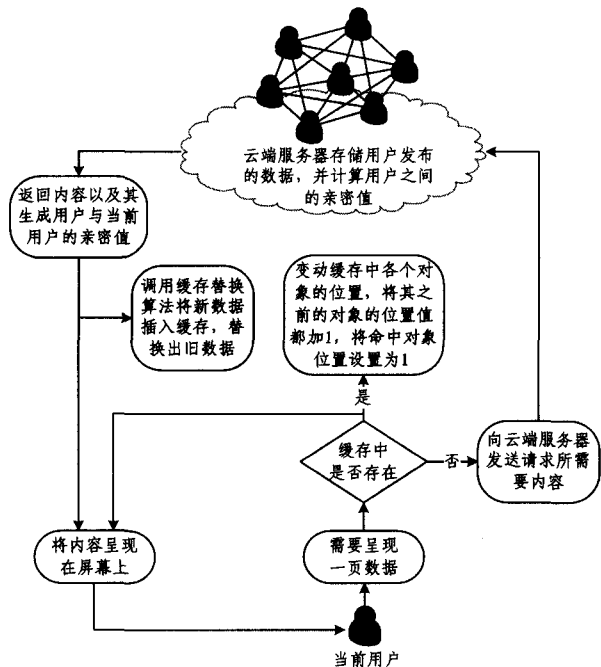 云端服务器存储用户发布
的数据，并计算用户之间
的亲密值
返回内容以及其
生成用户与当前
用户的亲密值
调用缓存替换
算法将新数据
插入缓存，替
换出旧数据
变动缓存中各个对
象的位置，将其之
前的对象的位置值
都加1，将命中对象
位置设置为1
是
缓存中
是否存在
否
向云端服务器
发送请求所需
要内容
将内容呈现
在屏幕上
需要呈现
一页数据
当前用户